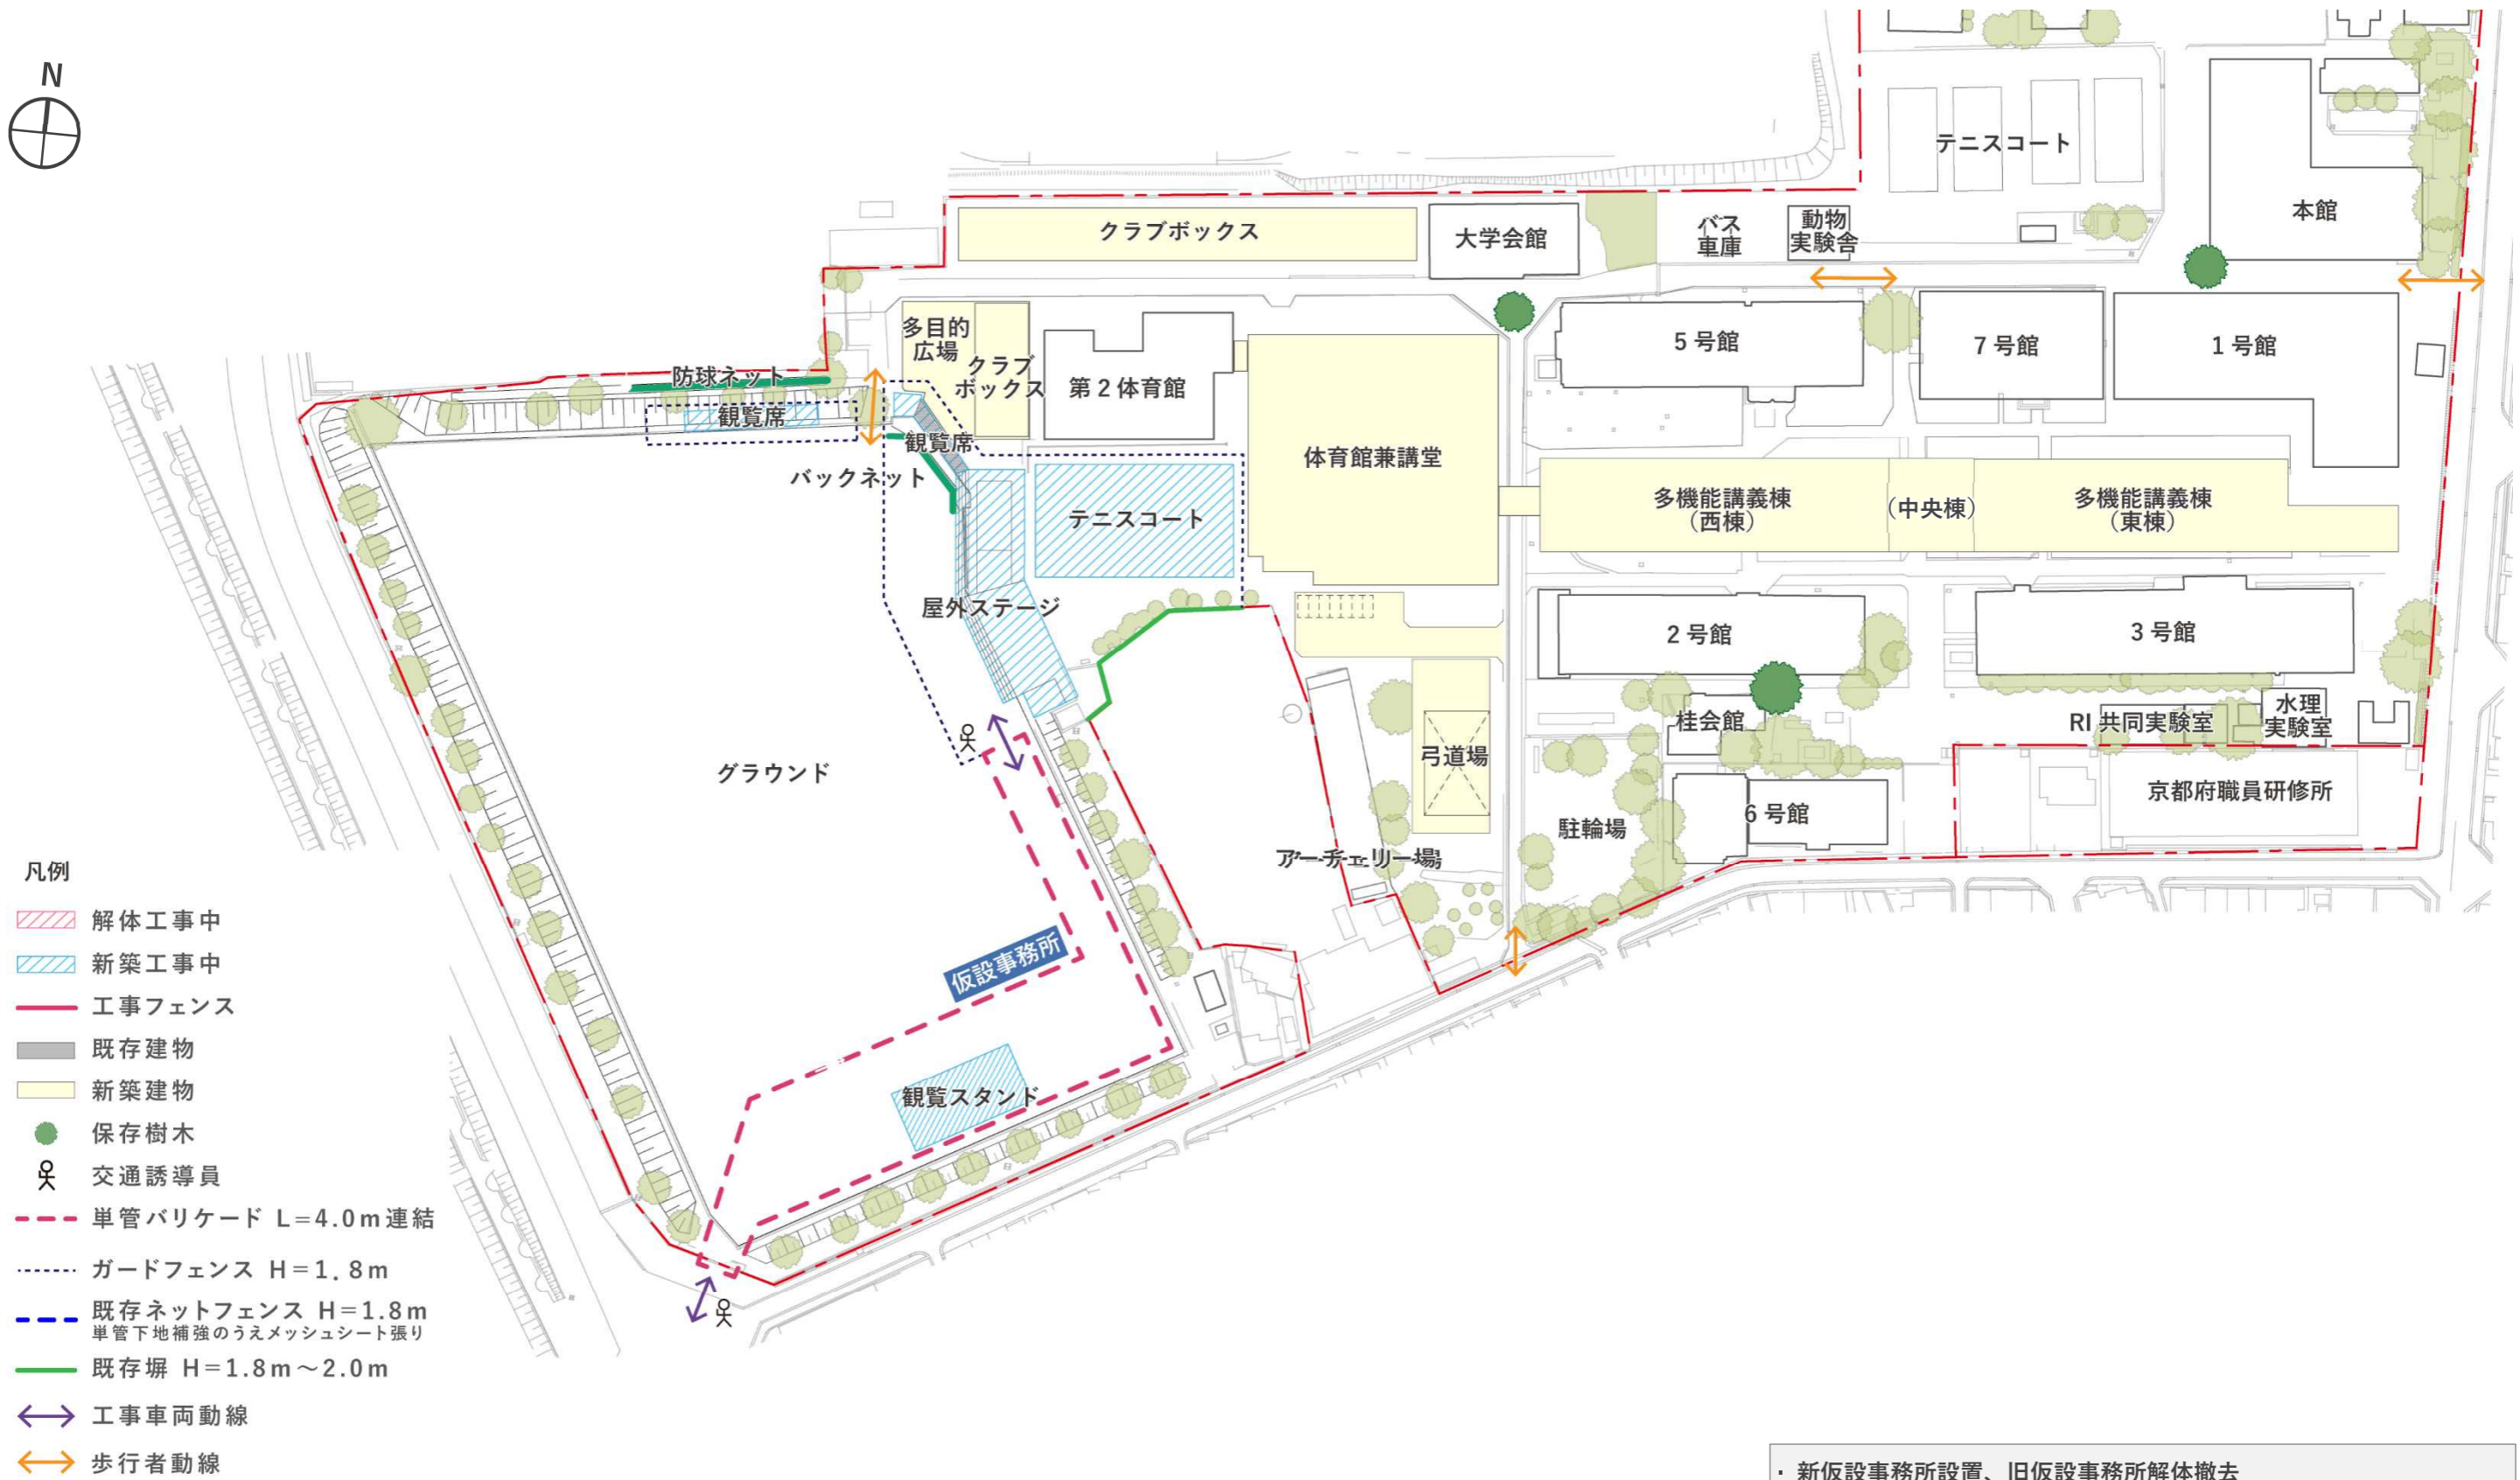 N
テニスコート
本館
クラブボックス
大学会館
バス
車庫
動物
実験舎
多目的
広場
クラブ
ボックス
第2体育館
5号館
7号館
1号館
防球ネット
観覧席
観覧席
バックネット
体育館兼講堂
テニスコート
多機能講義棟
（西棟）
（中央棟）
多機能講義棟
（東棟）
屋外ステージ
2号館
3号館
桂会館
RI共同実験室
水理
実験室
グラウンド
弓道場
京都府職員研修所
駐輪場
6号館
アーチェリー場
仮設事務所
観覧スタンド
凡例
解体工事中
新築工事中
工事フェンス
既存建物
新築建物
保存樹木
交通誘導員
単管バリケード L=4.0m連結
ガードフェンス H=1.8m
既存ネットフェンス H=1.8m
単管下地補強のうえメッシュシート張り
既存塀 H=1.8m～2.0m
工事車両動線
歩行者動線
・ 新仮設事務所設置、旧仮設事務所解体撤去